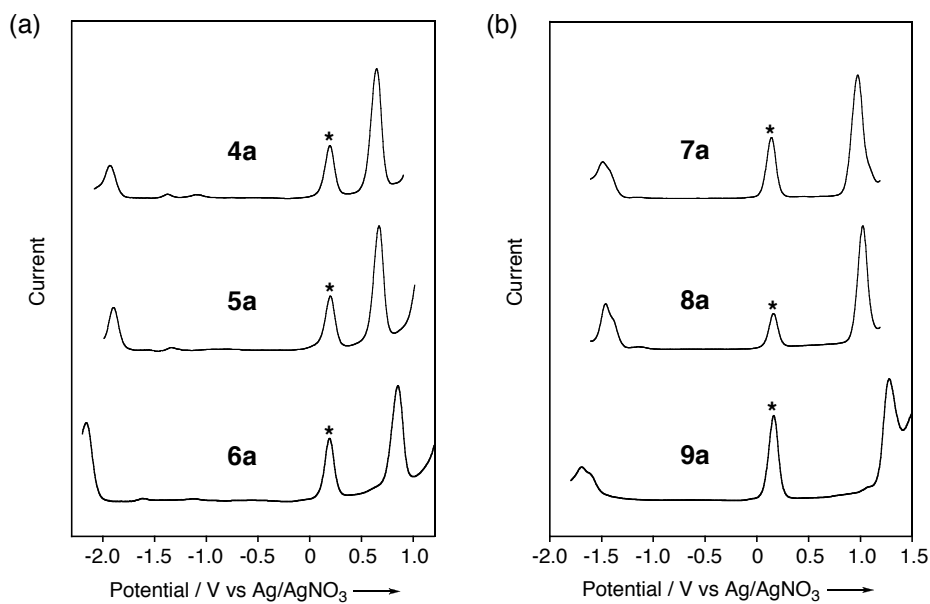 (a)
4a
*
5a
*
6a
*
Current
-2.0 -1.5 -1.0 -0.5 0 0.5 1.0
Potential / V vs Ag/AgNO3
(b)
7a
*
8a
*
9a
*
Current
-2.0 -1.5 -1.0 -0.5 0 0.5 1.0 1.5
Potential / V vs Ag/AgNO3